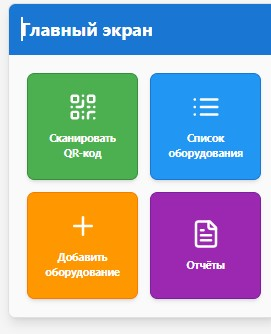 Главный экран
Сканировать
QR-код
Список
оборудования
Добавить
оборудование
Отчёты